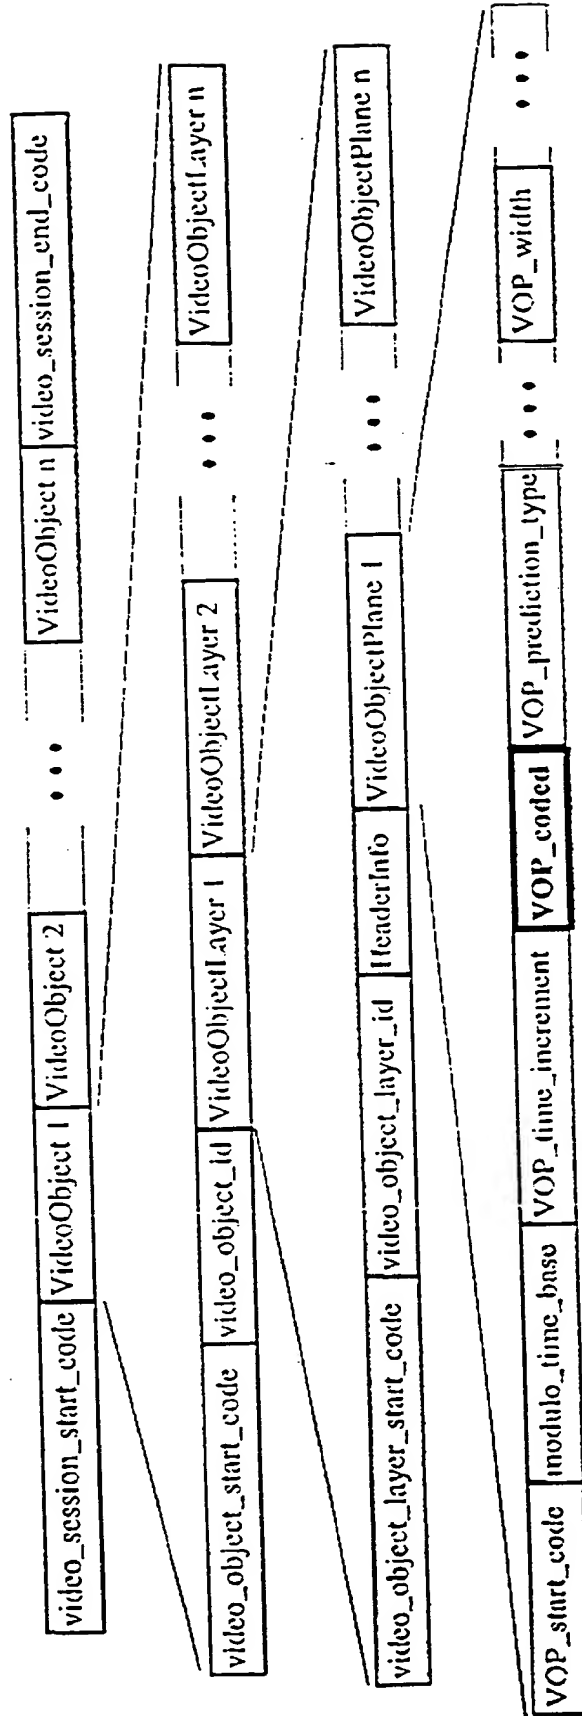 video_session_start_code VideoObject 1 VideoObject 2 • • • VideoObject n video_session_end_code
video_object_start_code video_object_id VideoObjectLayer 1 VideoObjectLayer 2 • • • VideoObjectLayer n
video_object_layer_start_code video_object_layer_id HeaderInfo VideoObjectPlane 1 • • • VideoObjectPlane n
VOP_start_code modulo_time_base VOP_time_increment VOP_coded VOP_prediction_type • • • VOP_width • • •